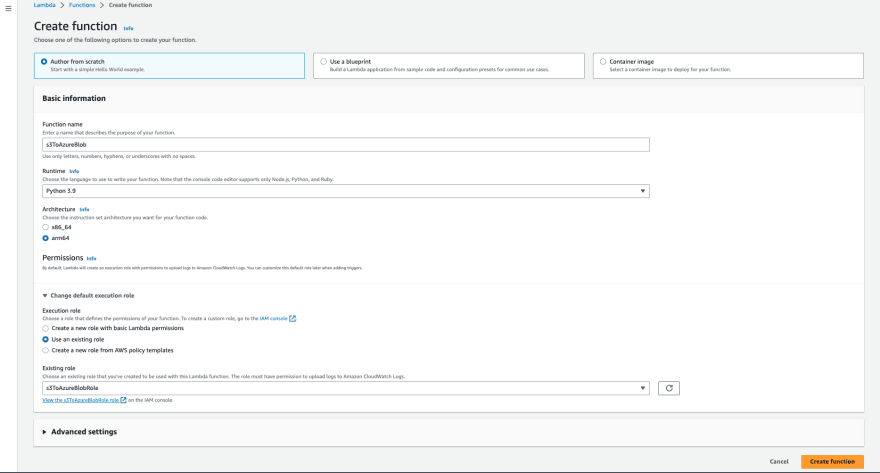 Lambda > Functions > Create function
Create function Info
Choose one of the following options to create your function.
Author from scratch
Start with a simple Hello World example.
Use a blueprint
Build a Lambda application from sample code and configuration presets for common use cases.
Container image
Select a container image to deploy for your function.
Basic information
Function name
Enter a name that describes the purpose of your function.
s3ToAzureBlob
Use only letters, numbers, hyphens, or underscores with no spaces.
Runtime Info
Choose the language to use to write your function. Note that the console code editor supports only Node.js, Python, and Ruby.
Python 3.9
Architecture Info
Choose the instruction set architecture you want for your function code.
x86_64
arm64
Permissions Info
By default, Lambda will create an execution role with permissions to upload logs to Amazon CloudWatch Logs. You can customize this default role later when adding triggers.
Change default execution role
Execution role
Choose a role that defines the permissions of your function. To create a custom role, go to the IAM console.
Create a new role with basic Lambda permissions
Use an existing role
Create a new role from AWS policy templates
Existing role
Choose an existing role that you've created to be used with this Lambda function. The role must have permission to upload logs to Amazon CloudWatch Logs.
s3ToAzureBlobRole
View the s3ToAzureBlobRole role on the IAM console.
Advanced settings
Cancel
Create function